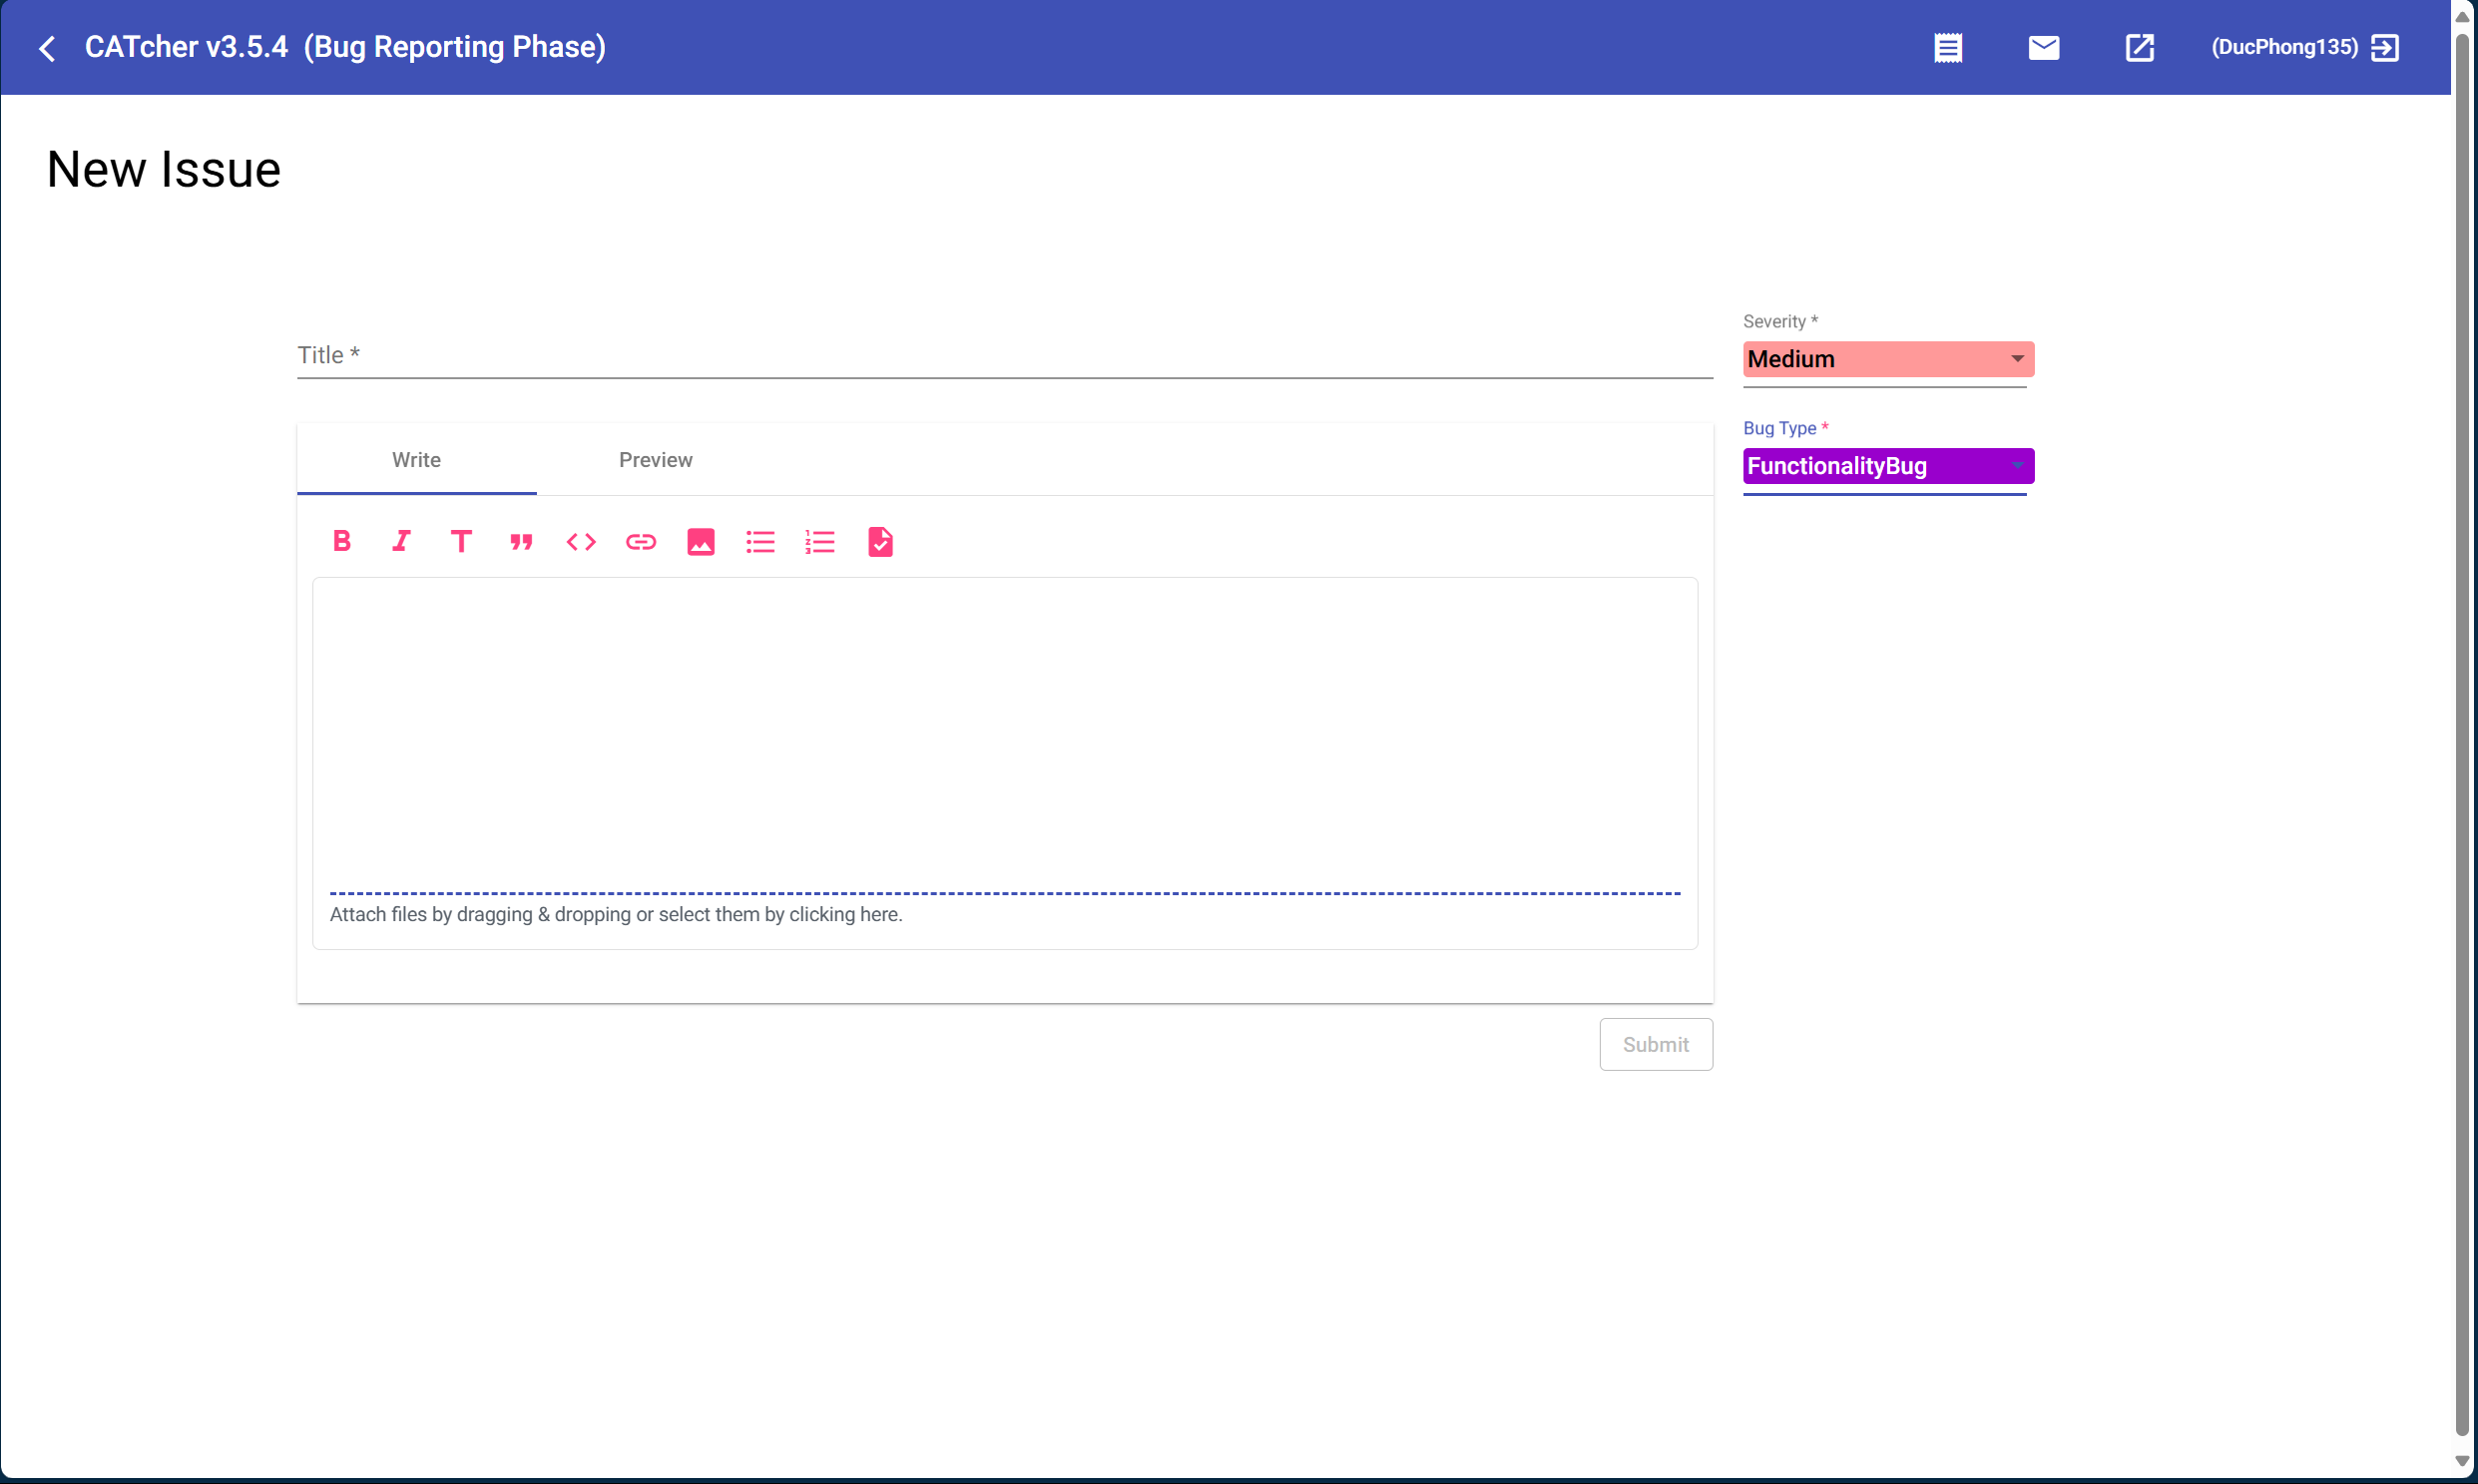 CATcher v3.5.4 (Bug Reporting Phase)
(DucPhong135)
New Issue
Title *
Severity *
Medium
Bug Type *
FunctionalityBug
Write
Preview
Attach files by dragging & dropping or select them by clicking here.
Submit